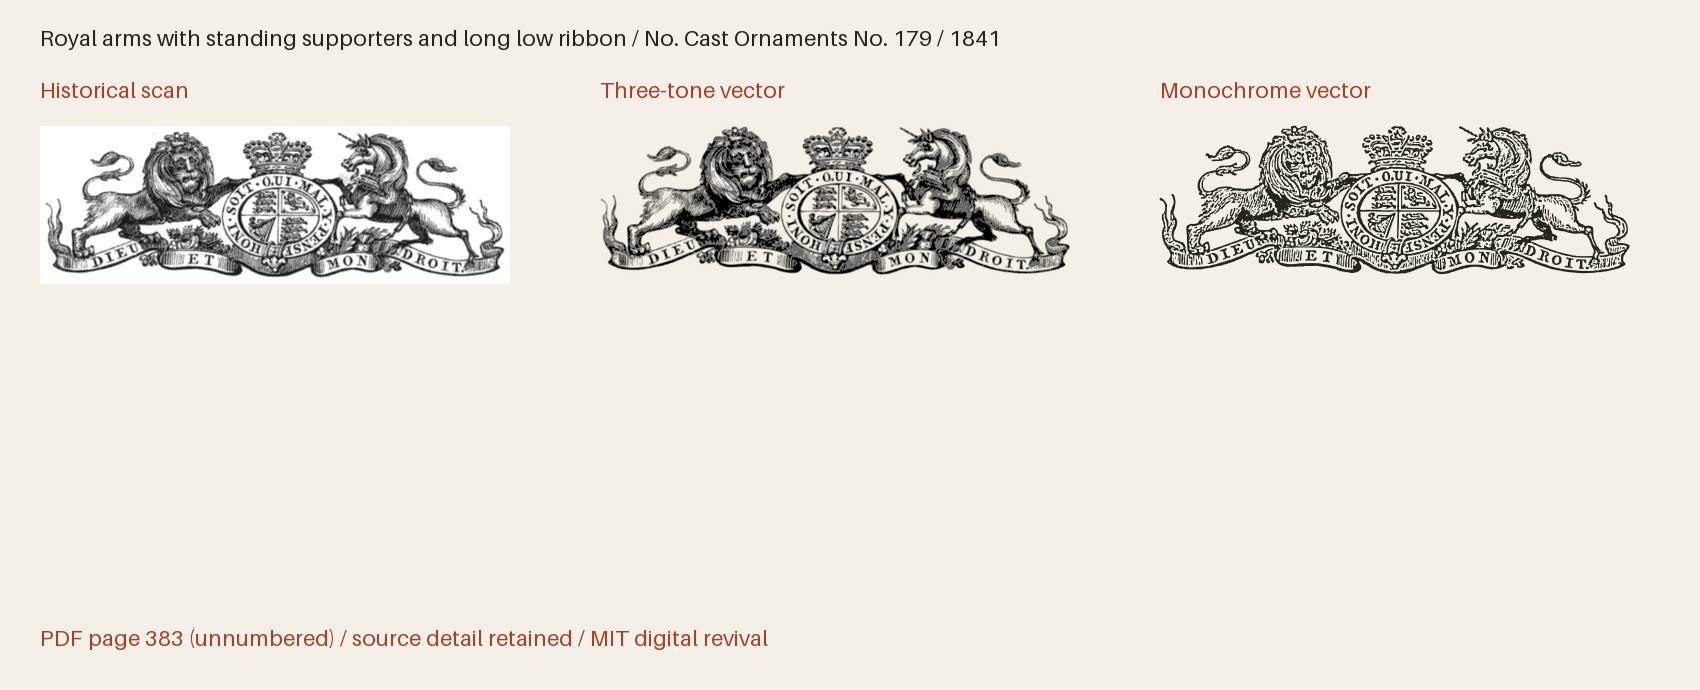 Royal arms with standing supporters and long low ribbon / No. Cast Ornaments No. 179 / 1841
Historical scan
Three-tone vector
Monochrome vector
SOIT·QUI·MAL·Y·PENSE
HONI
DIEU ET MON DROIT.
SOIT·QUI·MAL·Y·PENSE
HONI
DIEU ET MON DROIT.
SOIT·QUI·MAL·Y·PENSE
HONI
DIEU ET MON DROIT.
PDF page 383 (unnumbered) / source detail retained / MIT digital revival